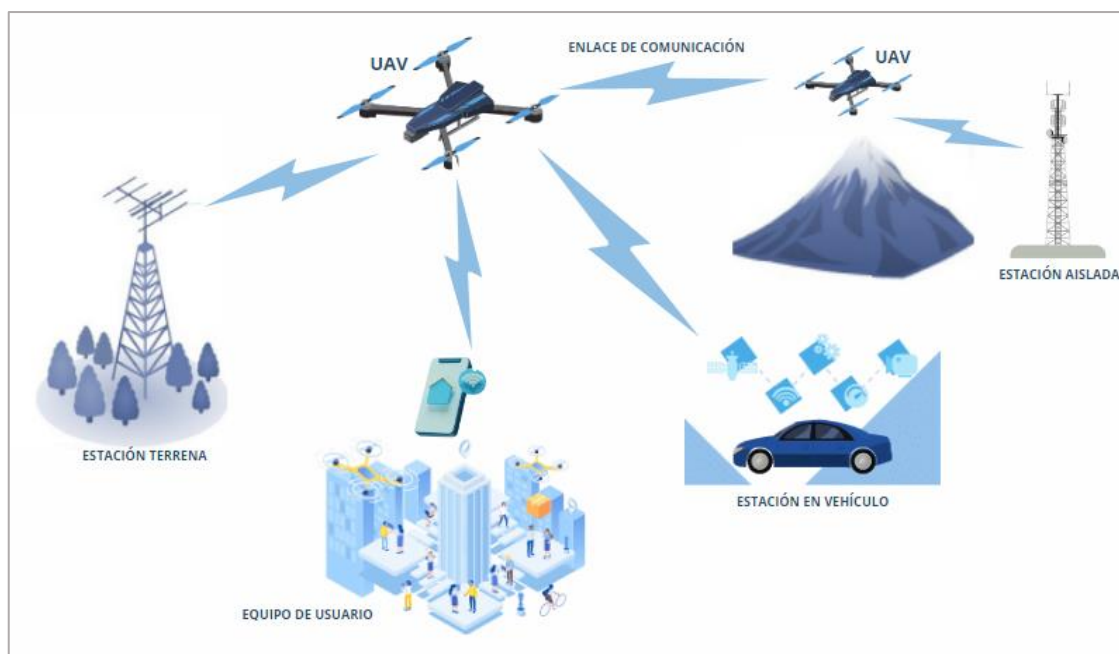 ENLACE DE COMUNICACIÓN
UAV
UAV
ESTACIÓN AISLADA
ESTACIÓN TERRENA
ESTACIÓN EN VEHÍCULO
EQUIPO DE USUARIO